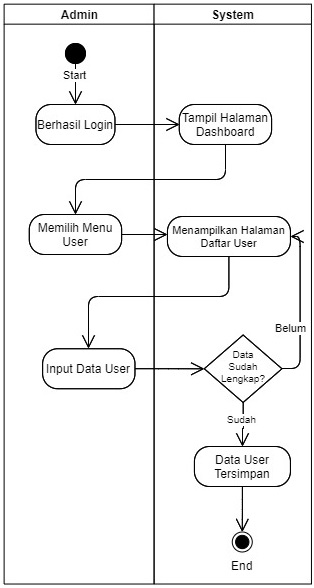 Admin
System
Start
Berhasil Login
Tampil Halaman
Dashboard
Memilih Menu
User
Menampilkan Halaman
Daftar User
Belum
Input Data User
Data
Sudah
Lengkap?
Sudah
Data User
Tersimpan
End